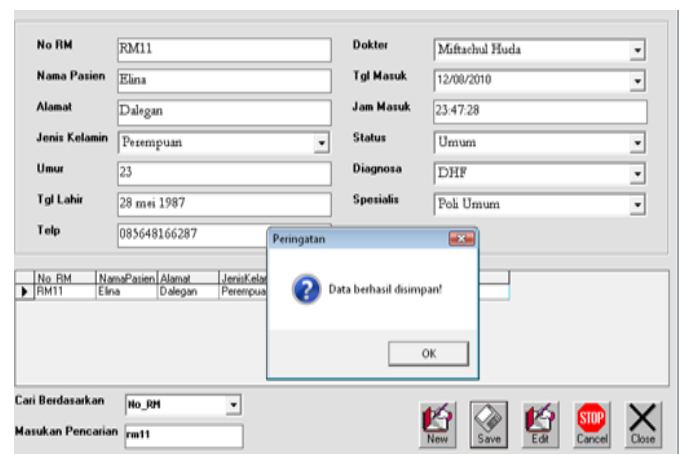 No RM RM11 Dokter Miftachul Huda
Nama Pasien Elina Tgl Masuk 12/08/2010
Alamat Dalegan Jam Masuk 23:47:28
Jenis Kelamin Perempuan Status Umum
Umur 23 Diagnosa DHF
Tgl Lahir 28 mei 1987 Spesialis Poli Umum
Telp 085648166287
Peringatan
Data berhasil disimpan!
OK
No_RM NamaPasien Alamat JenisKelar
RM11 Elina Dalegan Perempua
Cari Berdasarkan No_RM
Masukan Pencarian rm11
STOP
New Save Edit Cancel Close